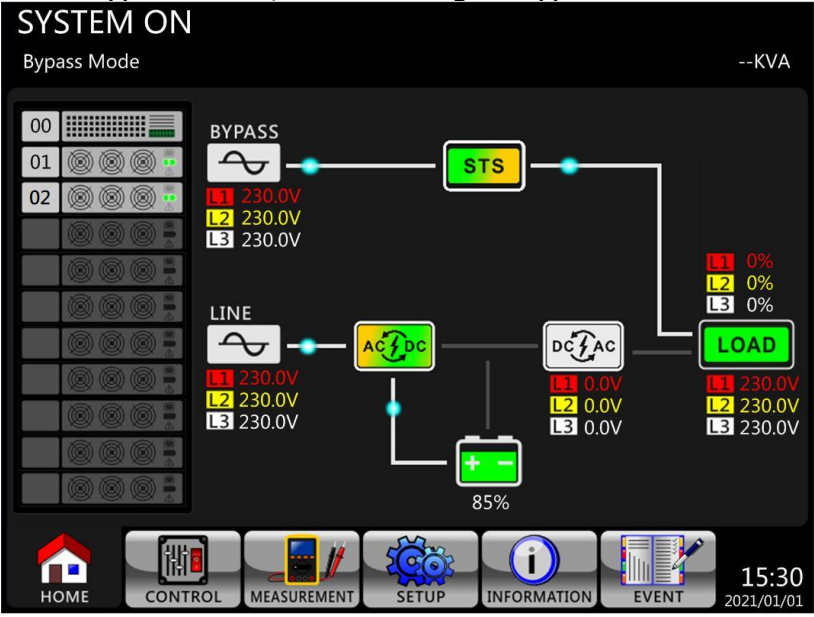 SYSTEM ON
Bypass Mode
--KVA
00
01
02
BYPASS
L1 230.0V
L2 230.0V
L3 230.0V
STS
LINE
L1 230.0V
L2 230.0V
L3 230.0V
AC DC
+ -
85%
DC AC
L1 0.0V
L2 0.0V
L3 0.0V
L1 0%
L2 0%
L3 0%
LOAD
L1 230.0V
L2 230.0V
L3 230.0V
HOME
CONTROL
MEASUREMENT
SETUP
INFORMATION
EVENT
15:30
2021/01/01